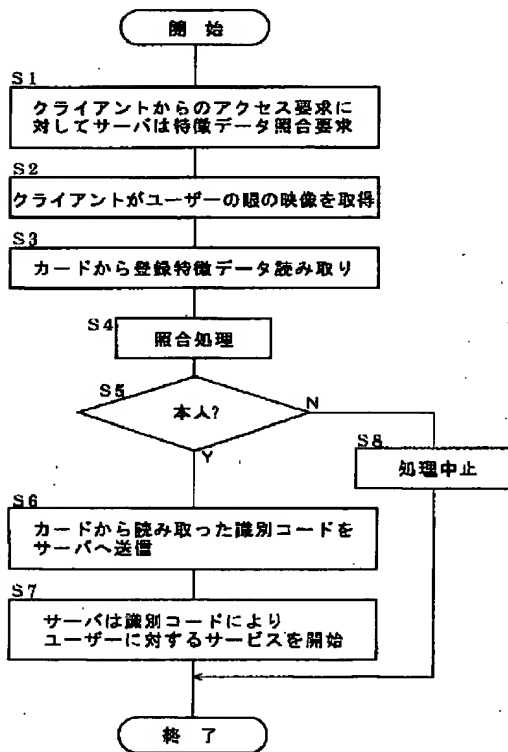 開始
S1
クライアントからのアクセス要求に
対してサーバは特徴データ照合要求
S2
クライアントがユーザーの眼の映像を取得
S3
カードから登録特徴データ読み取り
S4
照合処理
S5
本人?
N
Y
S8
処理中止
S6
カードから読み取った識別コードを
サーバへ送信
S7
サーバは識別コードにより
ユーザーに対するサービスを開始
終了